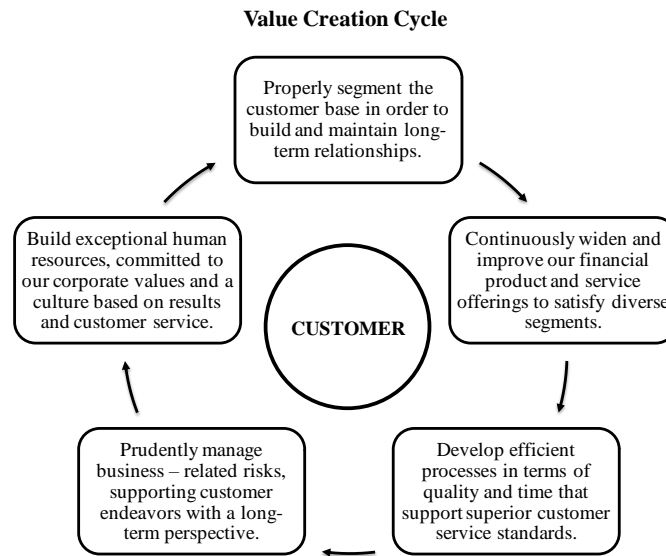 Value Creation Cycle
Properly segment the
customer base in order to
build and maintain long-
term relationships.
Continuously widen and
improve our financial
product and service
offerings to satisfy diverse
segments.
Develop efficient
processes in terms of
quality and time that
support superior customer
service standards.
Prudently manage
business – related risks,
supporting customer
endeavors with a long-
term perspective.
Build exceptional human
resources, committed to
our corporate values and a
culture based on results
and customer service.
CUSTOMER